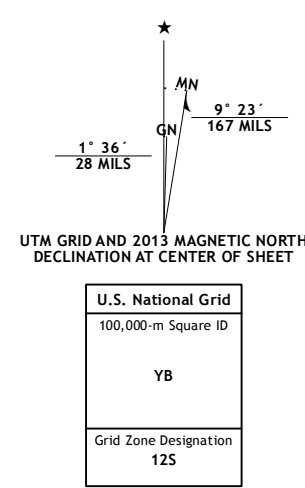 ★
MN
GN
9° 23´
167 MILS
1° 36´
28 MILS
UTM GRID AND 2013 MAGNETIC NORTH
DECLINATION AT CENTER OF SHEET
U.S. National Grid
100,000-m Square ID
YB
Grid Zone Designation
12S